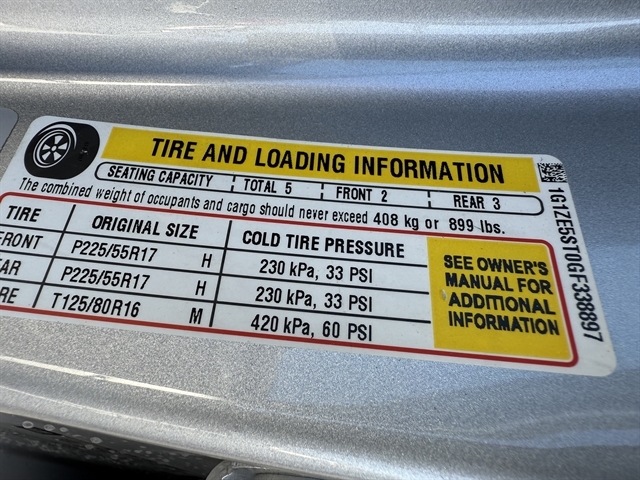 TIRE AND LOADING INFORMATION
SEATING CAPACITY TOTAL 5 FRONT 2 REAR 3
The combined weight of occupants and cargo should never exceed 408 kg or 899 lbs.
TIRE ORIGINAL SIZE COLD TIRE PRESSURE
FRONT P225/55R17 H 230 kPa, 33 PSI
EAR P225/55R17 H 230 kPa, 33 PSI
RE T125/80R16 M 420 kPa, 60 PSI
SEE OWNER'S
MANUAL FOR
ADDITIONAL
INFORMATION
1G1ZE5ST0GF338897